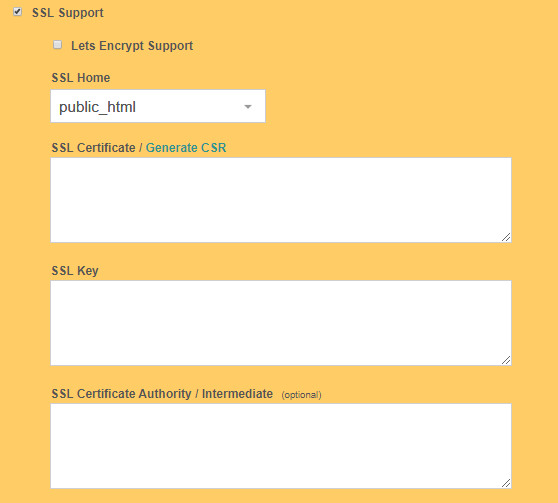 SSL Support
Lets Encrypt Support
SSL Home
public_html
SSL Certificate / Generate CSR
SSL Key
SSL Certificate Authority / Intermediate (optional)